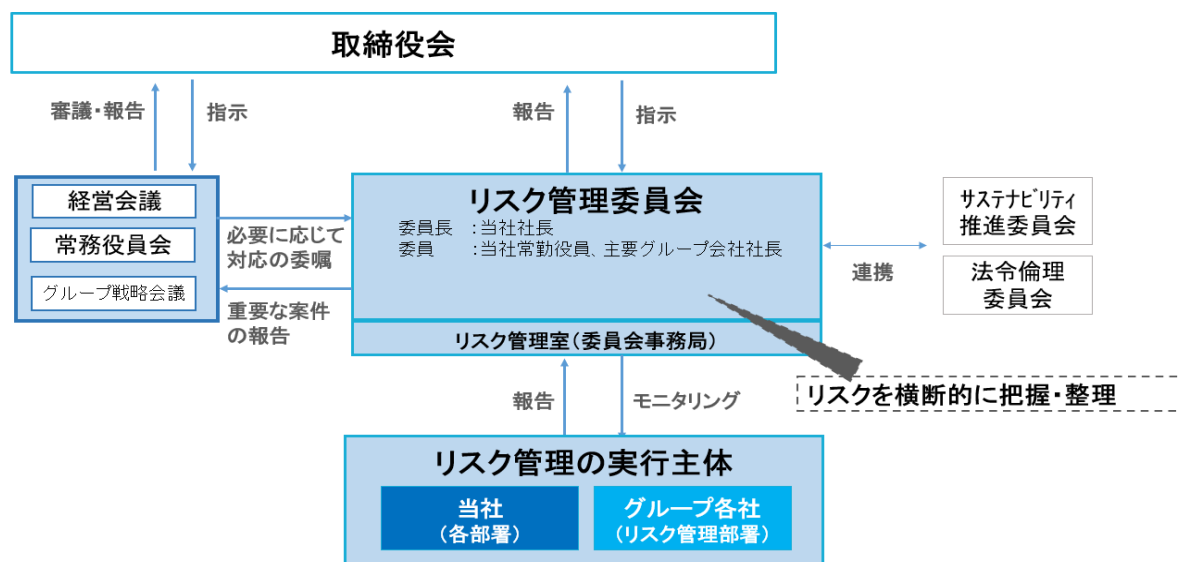 取締役会
審議・報告
指示
報告
指示
経営会議
常務役員会
グループ戦略会議
必要に応じて
対応の委嘱
重要な案件
の報告
リスク管理委員会
委員長　：当社社長
委員　　：当社常勤役員、主要グループ会社社長
リスク管理室（委員会事務局）
連携
ｻｽﾃﾅﾋﾞﾘﾃｨ
推進委員会
法令倫理
委員会
リスクを横断的に把握・整理
報告
モニタリング
リスク管理の実行主体
当社
（各部署）
グループ各社
（リスク管理部署）